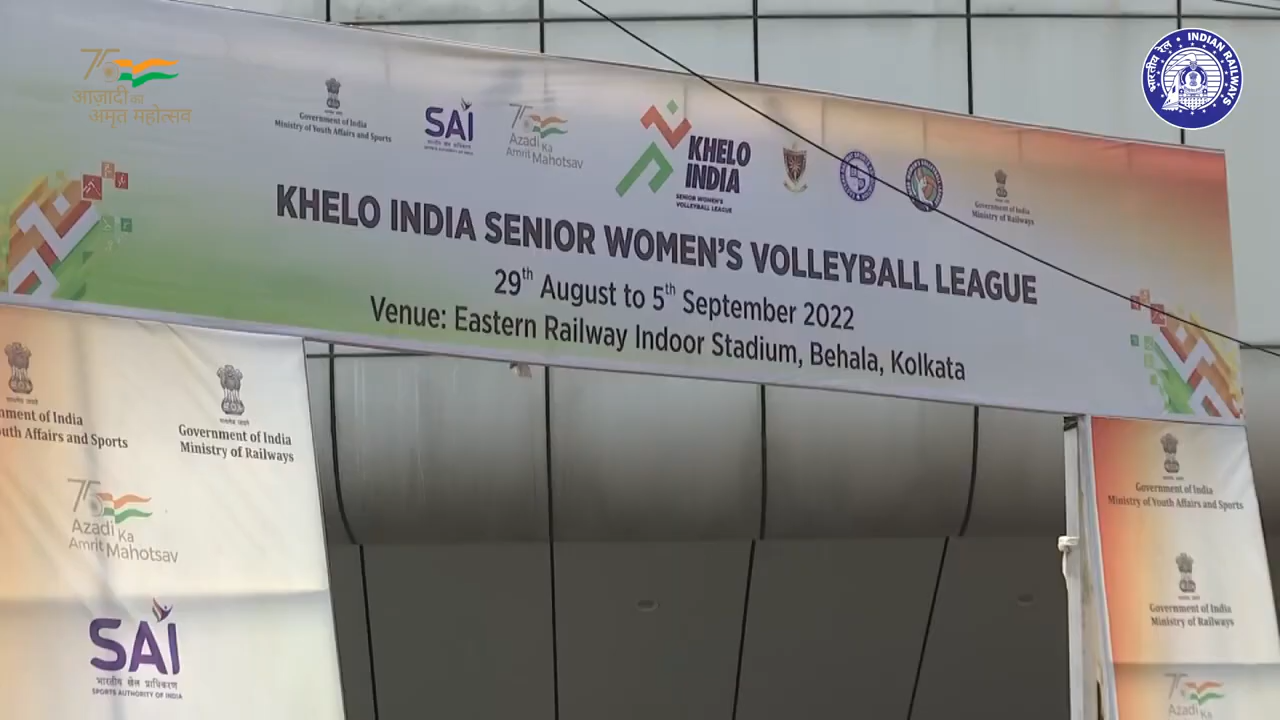 75
आज़ादी का
अमृत महोत्सव
भारतीय रेल
INDIAN RAILWAYS
Government of India
Ministry of Youth Affairs and Sports
SAI
75
Azadi Ka
Amrit Mahotsav
KHELO
INDIA
SENIOR WOMEN'S
VOLLEYBALL LEAGUE
Government of India
Ministry of Railways
KHELO INDIA SENIOR WOMEN'S VOLLEYBALL LEAGUE
29th August to 5th September 2022
Venue: Eastern Railway Indoor Stadium, Behala, Kolkata
of India
Affairs and Sports
Government of India
Ministry of Railways
75
Azadi Ka
Amrit Mahotsav
SAI
भारतीय खेल प्राधिकरण
SPORTS AUTHORITY OF INDIA
Government of India
Ministry of Youth Affairs and Sports
Government of India
Ministry of Railways
75
Azadi Ka